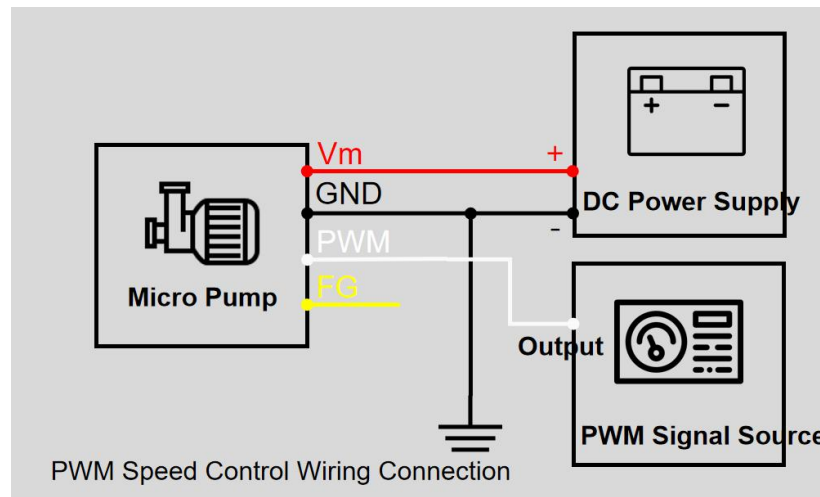 Vm
+
GND
-
PWM
FG
Micro Pump
+ -
DC Power Supply
Output
PWM Signal Source
PWM Speed Control Wiring Connection